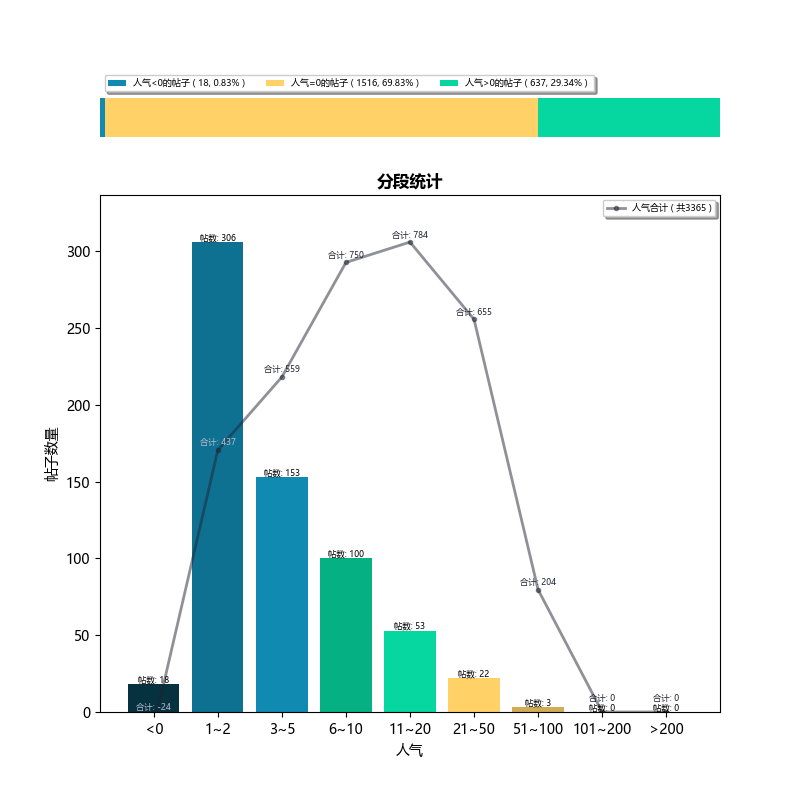 人气<0的帖子 ( 18, 0.83% ) 人气=0的帖子 ( 1516, 69.83% ) 人气>0的帖子 ( 637, 29.34% )
分段统计
人气合计 ( 共3365 )
帖子数量
300
250
200
150
100
50
0
合计: 784
帖数: 306
合计: 750
合计: 655
合计: 559
合计: 437
帖数: 153
合计: 204
帖数: 100
帖数: 53
帖数: 18
帖数: 22
合计: -24
帖数: 3
合计: 0
帖数: 0
合计: 0
帖数: 0
<0 1~2 3~5 6~10 11~20 21~50 51~100 101~200 >200
人气